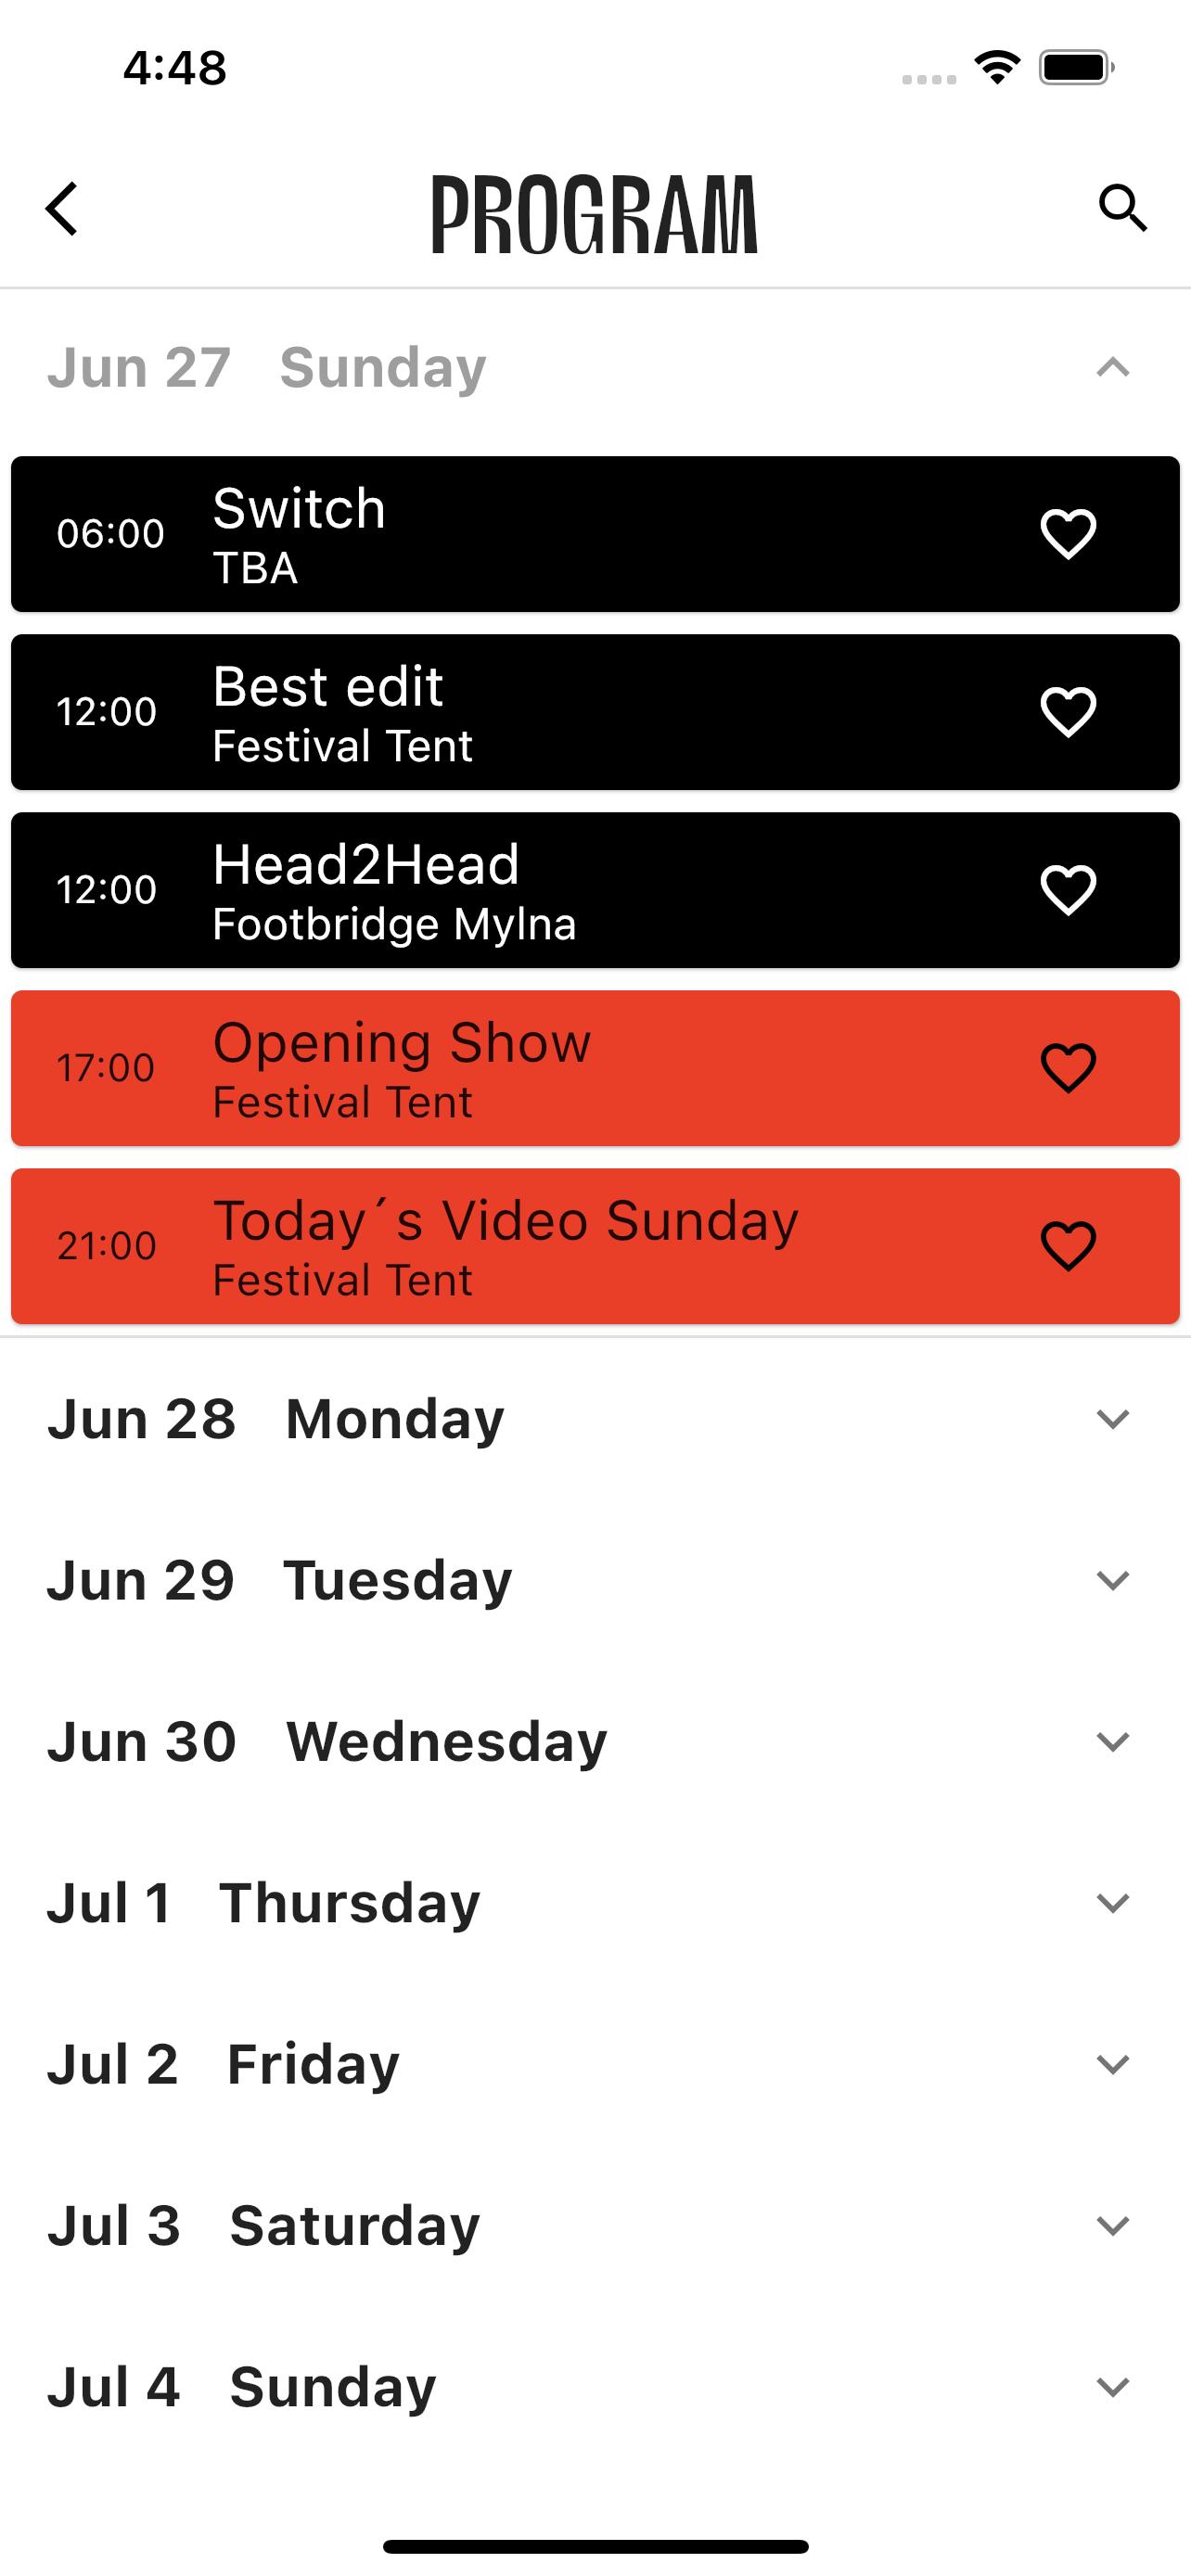 4:48
PROGRAM
Jun 27 Sunday
06:00 Switch
TBA
12:00 Best edit
Festival Tent
12:00 Head2Head
Footbridge Mylna
17:00 Opening Show
Festival Tent
21:00 Today´s Video Sunday
Festival Tent
Jun 28 Monday
Jun 29 Tuesday
Jun 30 Wednesday
Jul 1 Thursday
Jul 2 Friday
Jul 3 Saturday
Jul 4 Sunday